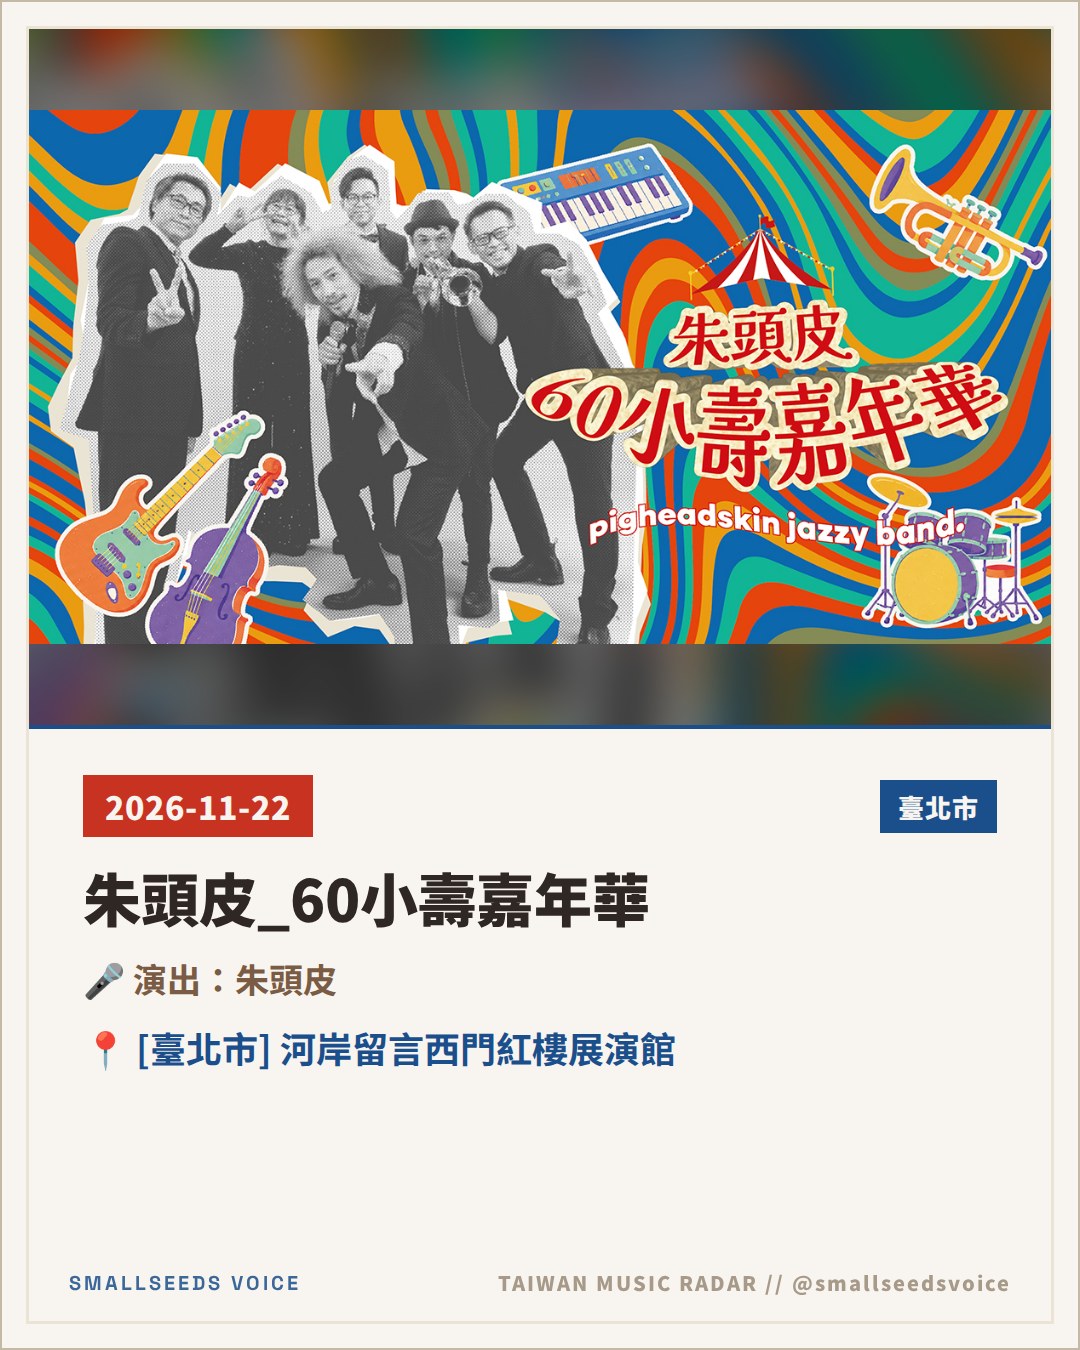 朱頭皮
60小壽嘉年華
pigheadskin jazzy band.
2026-11-22
臺北市
朱頭皮_60小壽嘉年華
🎤 演出：朱頭皮
📍 [臺北市] 河岸留言西門紅樓展演館
SMALLSEEDS VOICE
TAIWAN MUSIC RADAR // @smallseedsvoice